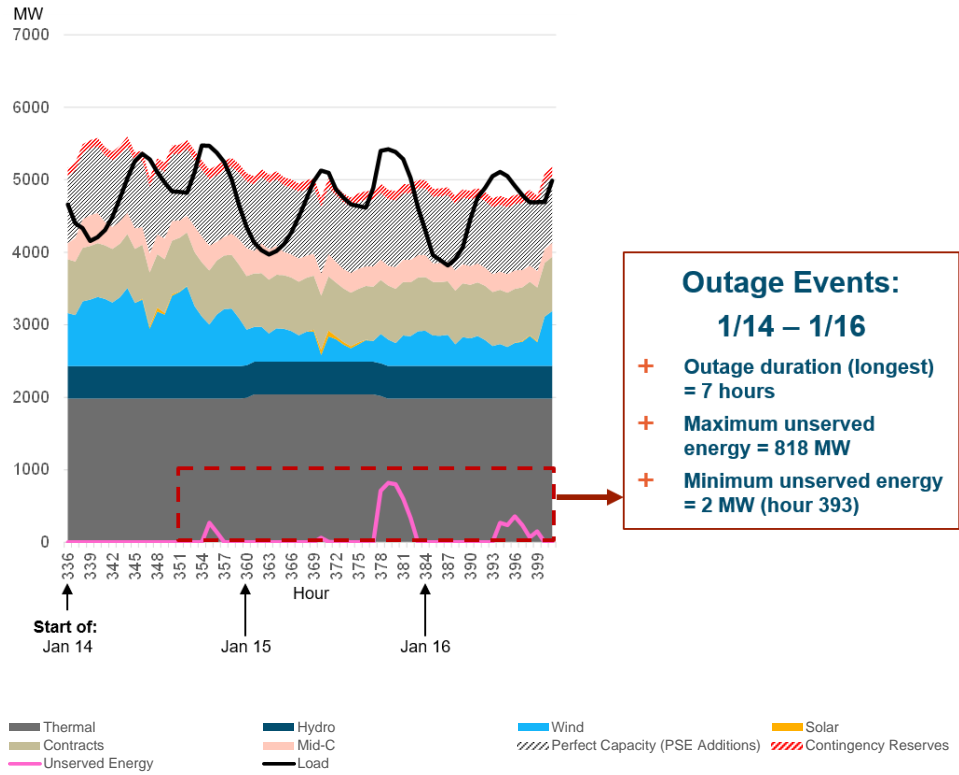 MW
7000
6000
5000
4000
3000
2000
1000
0
336 339 342 345 348 351 354 357 360 363 366 369 372 375 378 381 384 387 390 393 396 399
Hour
Start of:
Jan 14
Jan 15
Jan 16
Outage Events:
1/14 – 1/16
+ Outage duration (longest)
= 7 hours
+ Maximum unserved
energy = 818 MW
+ Minimum unserved energy
= 2 MW (hour 393)
Thermal
Hydro
Wind
Solar
Contracts
Mid-C
Perfect Capacity (PSE Additions)
Contingency Reserves
Unserved Energy
Load